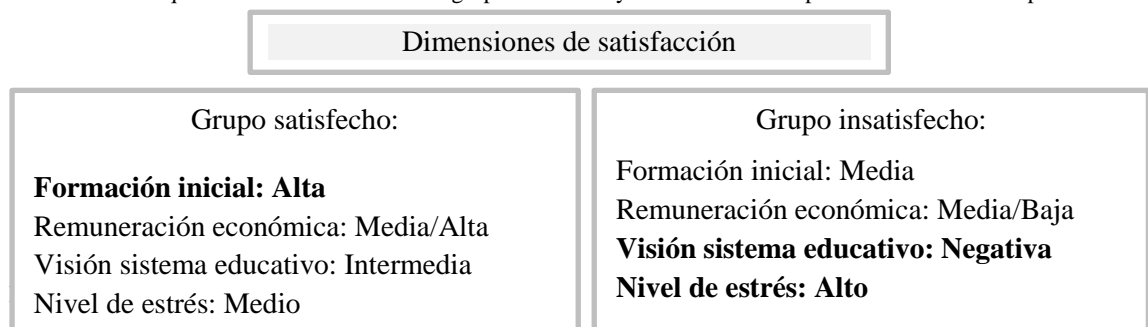 Dimensiones de satisfacción
Grupo satisfecho:
Formación inicial: Alta
Remuneración económica: Media/Alta
Visión sistema educativo: Intermedia
Nivel de estrés: Medio
Grupo insatisfecho:
Formación inicial: Media
Remuneración económica: Media/Baja
Visión sistema educativo: Negativa
Nivel de estrés: Alto